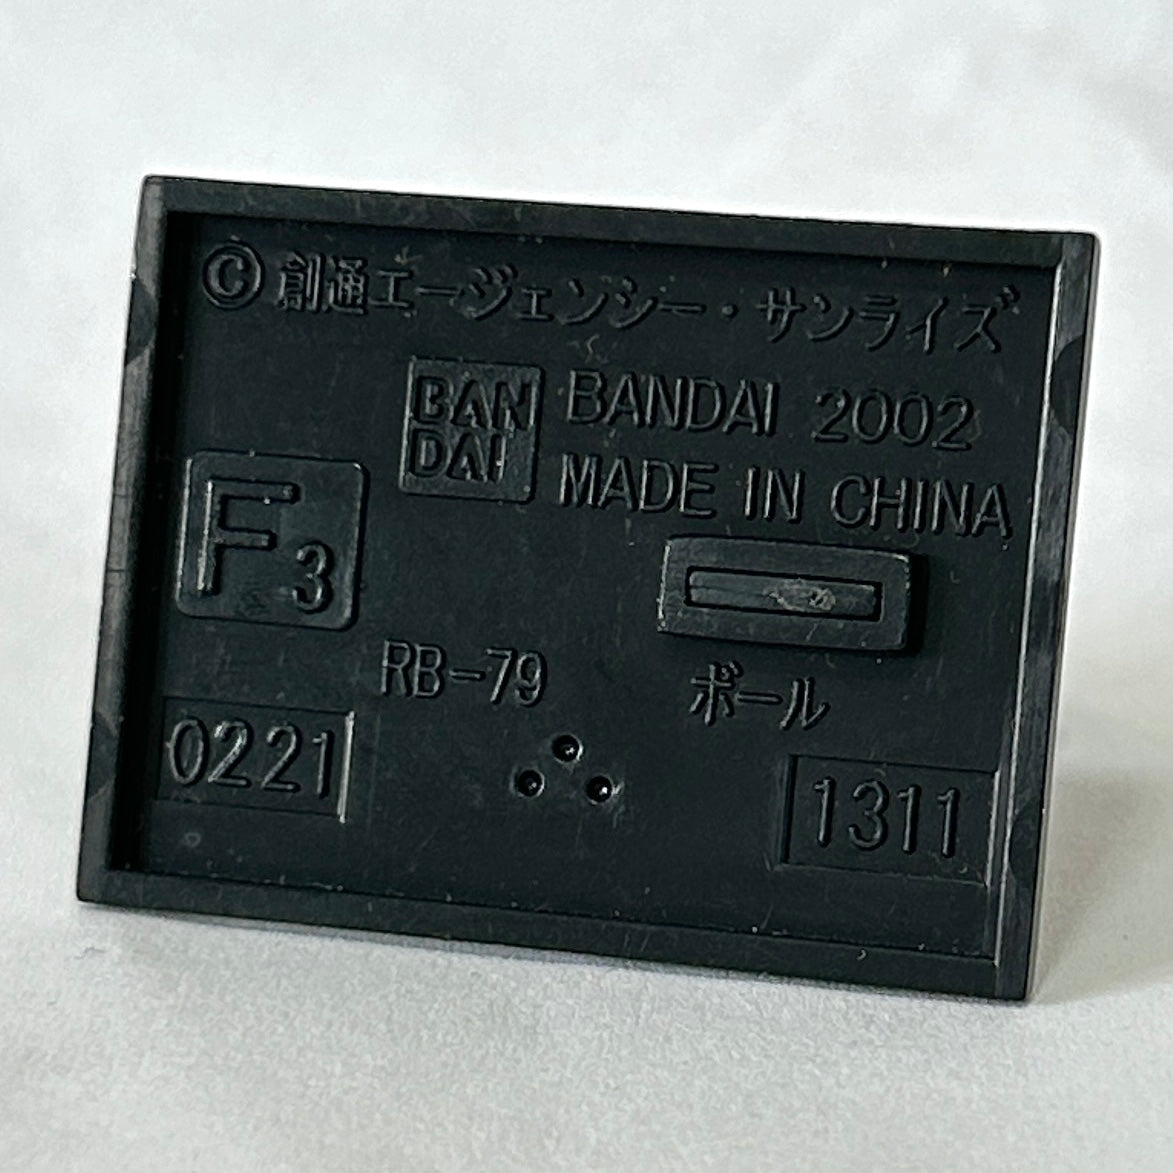 © 創通エージェンシー・サンライズ
BAN
DAI
BANDAI 2002
MADE IN CHINA
F3
RB-79
ボール
0221
1311